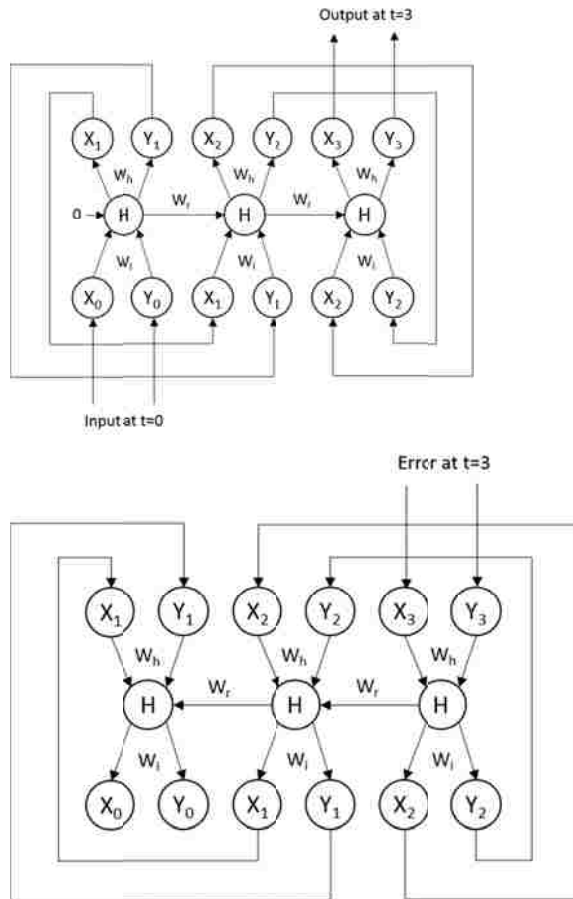 Output at t=3
X₁ Y₁ X₂ Y₂ X₃ Y₃
Wₕ Wₕ Wₕ
Wᵣ Wᵣ
0 H H H
Wᵢ Wᵢ Wᵢ
X₀ Y₀ X₁ Y₁ X₂ Y₂
Input at t=0
Error at t=3
X₁ Y₁ X₂ Y₂ X₃ Y₃
Wₕ Wₕ Wₕ
Wᵣ Wᵣ
H H H
Wᵢ Wᵢ Wᵢ
X₀ Y₀ X₁ Y₁ X₂ Y₂